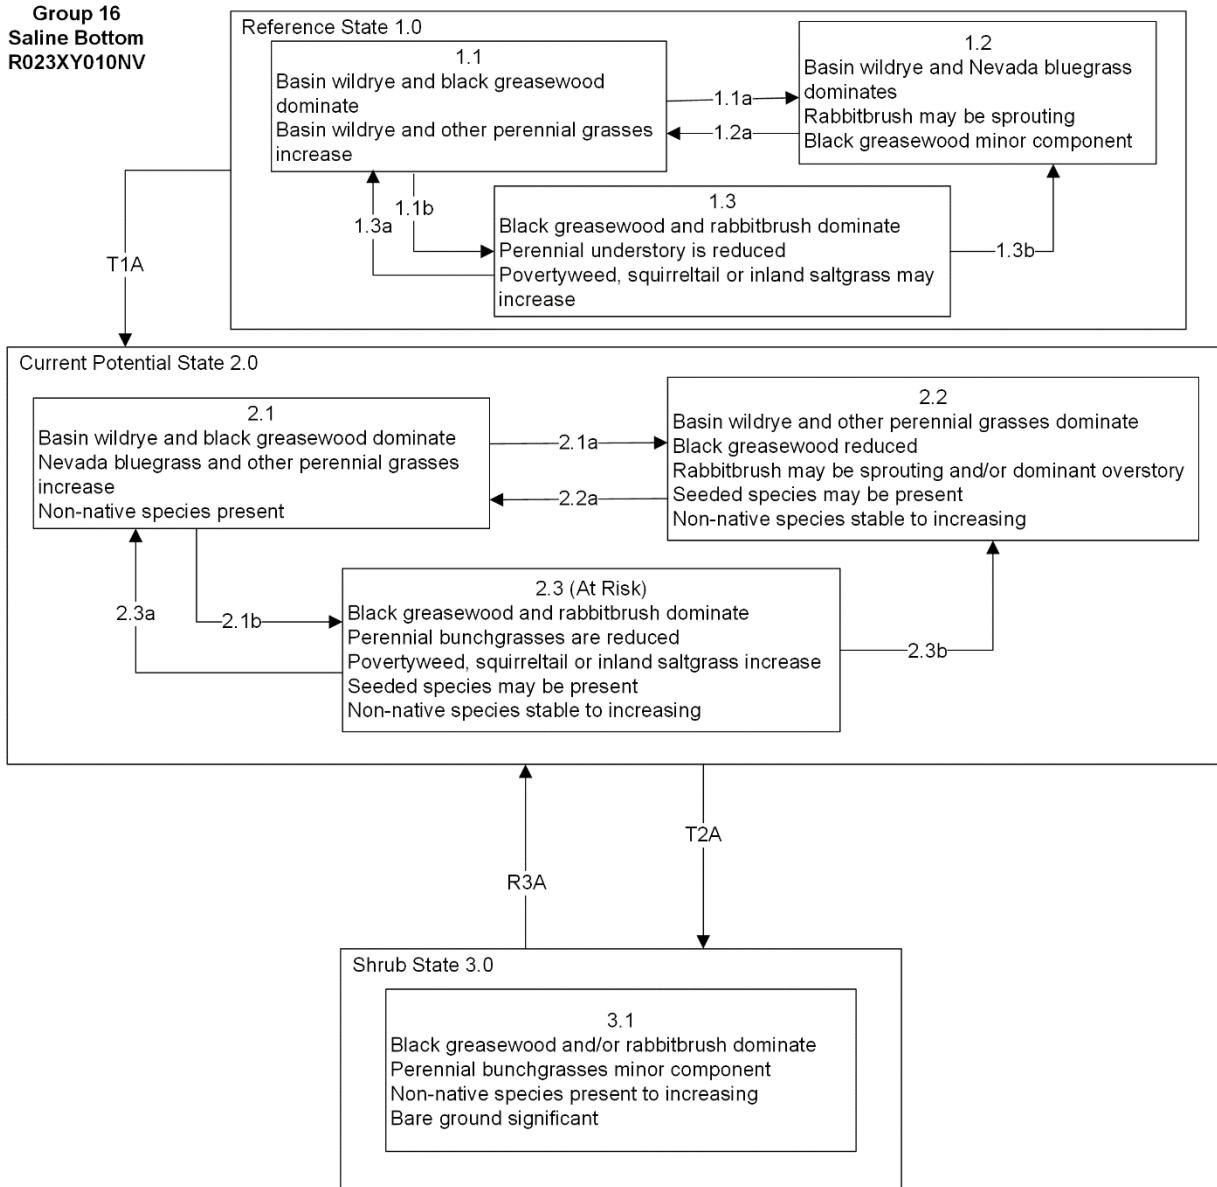 Group 16
Saline Bottom
R023XY010NV
Reference State 1.0
1.1
Basin wildrye and black greasewood
dominate
Basin wildrye and other perennial grasses
increase
1.2
Basin wildrye and Nevada bluegrass
dominates
Rabbitbrush may be sprouting
Black greasewood minor component
1.1a
1.2a
1.3
Black greasewood and rabbitbrush dominate
Perennial understory is reduced
Povertyweed, squirreltail or inland saltgrass may
increase
1.1b
1.3a
1.3b
T1A
Current Potential State 2.0
2.1
Basin wildrye and black greasewood dominate
Nevada bluegrass and other perennial grasses
increase
Non-native species present
2.2
Basin wildrye and other perennial grasses dominate
Black greasewood reduced
Rabbitbrush may be sprouting and/or dominant overstory
Seeded species may be present
Non-native species stable to increasing
2.1a
2.2a
2.3 (At Risk)
Black greasewood and rabbitbrush dominate
Perennial bunchgrasses are reduced
Povertyweed, squirreltail or inland saltgrass increase
Seeded species may be present
Non-native species stable to increasing
2.3a
2.1b
2.3b
T2A
R3A
Shrub State 3.0
3.1
Black greasewood and/or rabbitbrush dominate
Perennial bunchgrasses minor component
Non-native species present to increasing
Bare ground significant